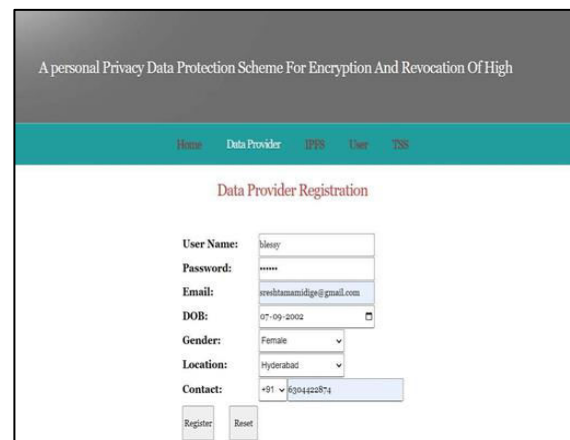 A personal Privacy Data Protection Scheme For Encryption And Revocation Of High
Home Data Provider IPFS User TSS
Data Provider Registration
User Name: blessy
Password: ••••••
Email: sreshtamamidige@gmail.com
DOB: 07-09-2002
Gender: Female
Location: Hyderabad
Contact: +91 6304422874
Register Reset